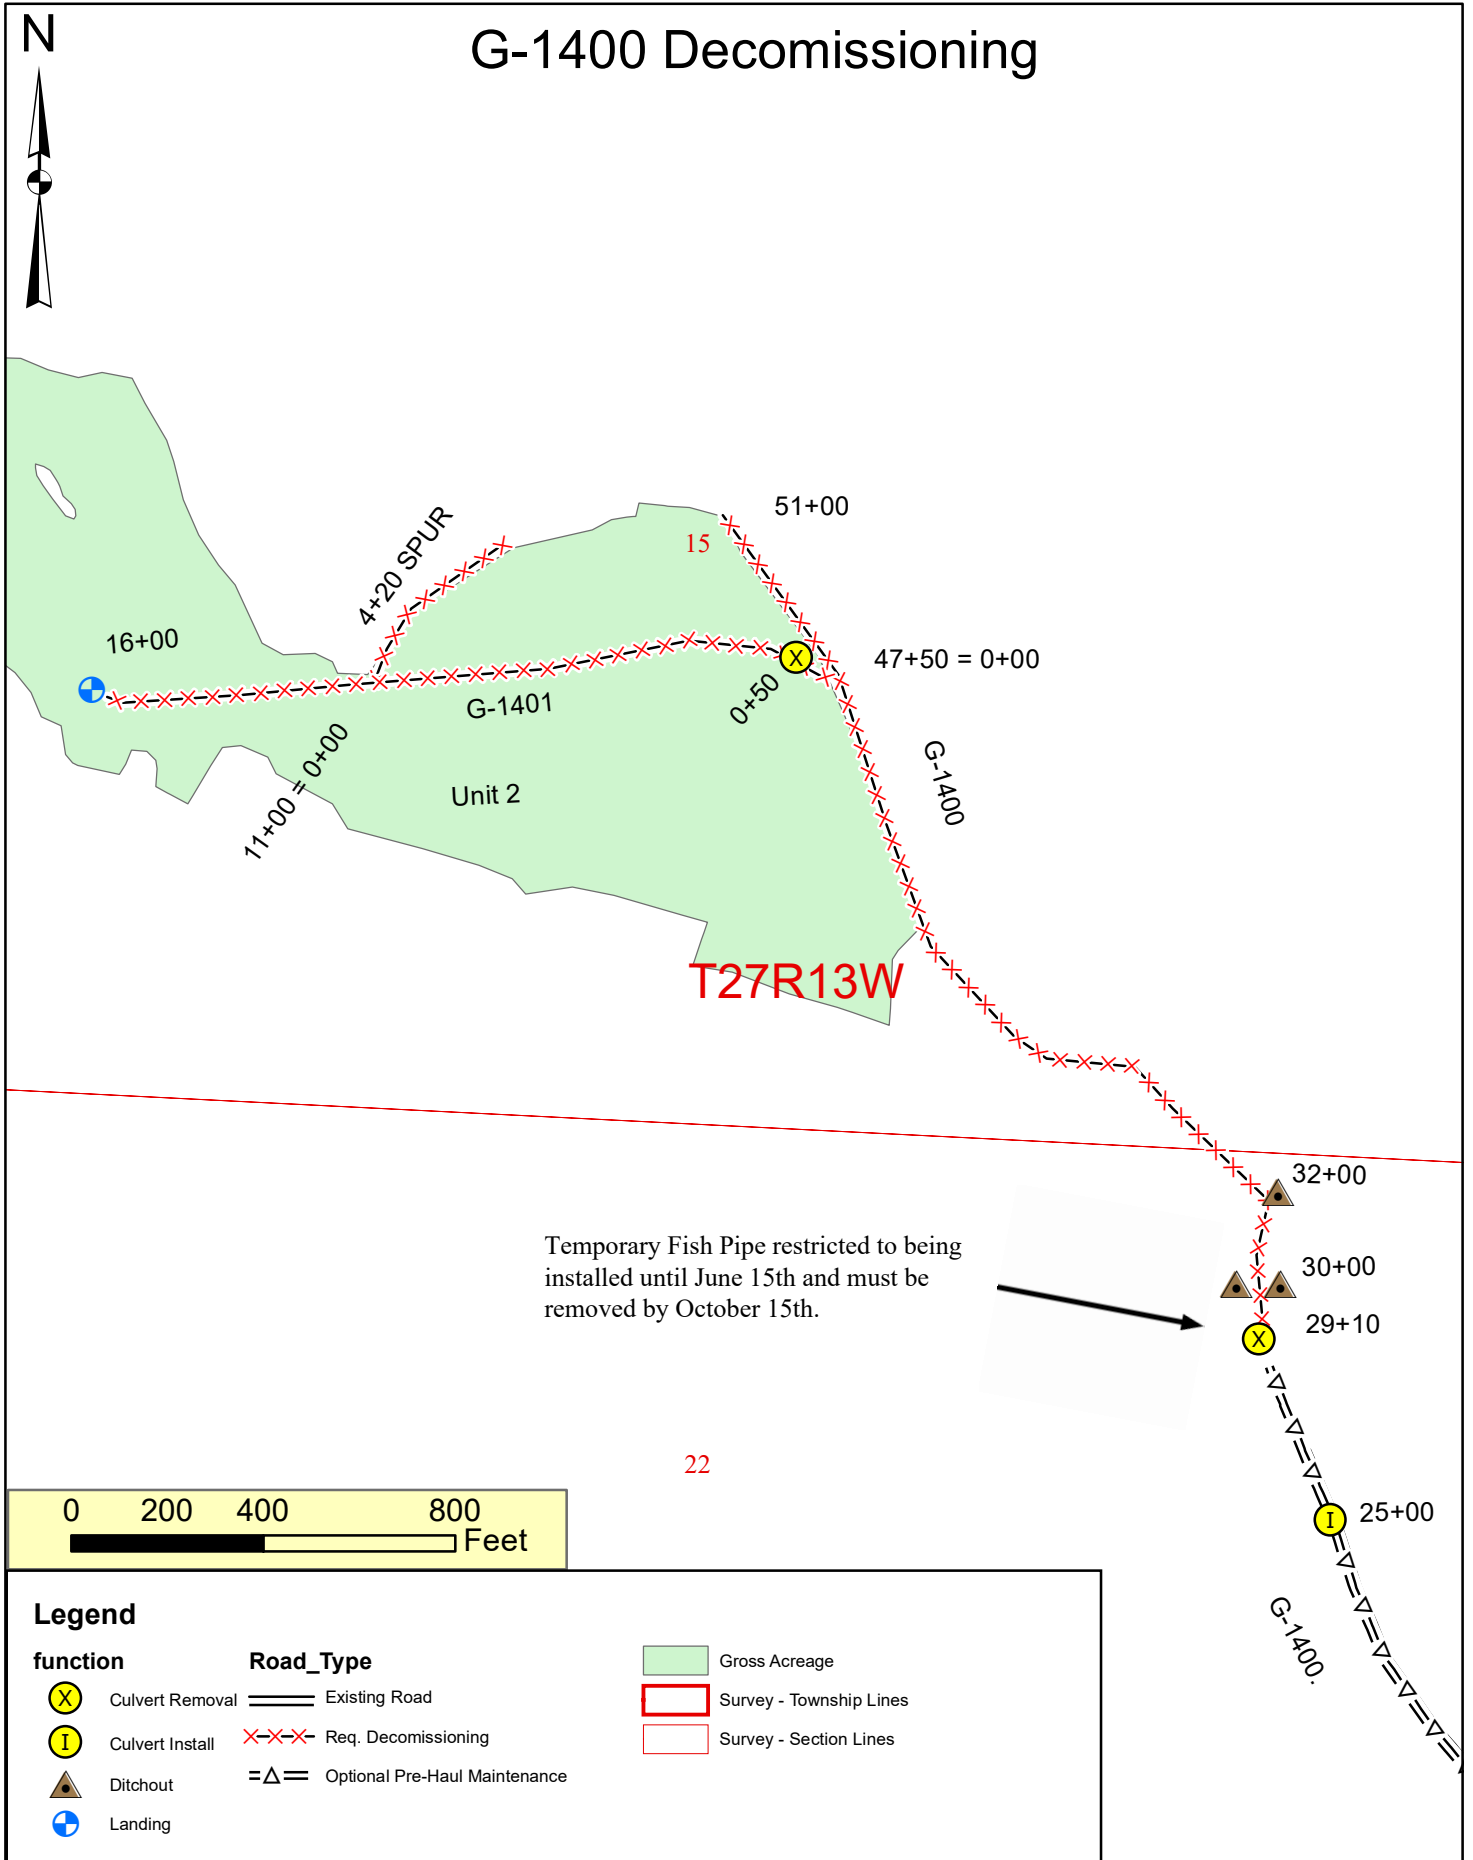 N
G-1400 Decomissioning
51+00
15
4+20 SPUR
16+00
47+50 = 0+00
0+50
G-1401
11+00 = 0+00
G-1400
Unit 2
T27R13W
32+00
Temporary Fish Pipe restricted to being
installed until June 15th and must be
removed by October 15th.
30+00
29+10
X
X
22
I
25+00
G-1400.
0 200 400 800
Feet
Legend
function Road_Type
X Culvert Removal Existing Road
I Culvert Install Req. Decomissioning
Ditchout Optional Pre-Haul Maintenance
Landing
Gross Acreage
Survey - Township Lines
Survey - Section Lines